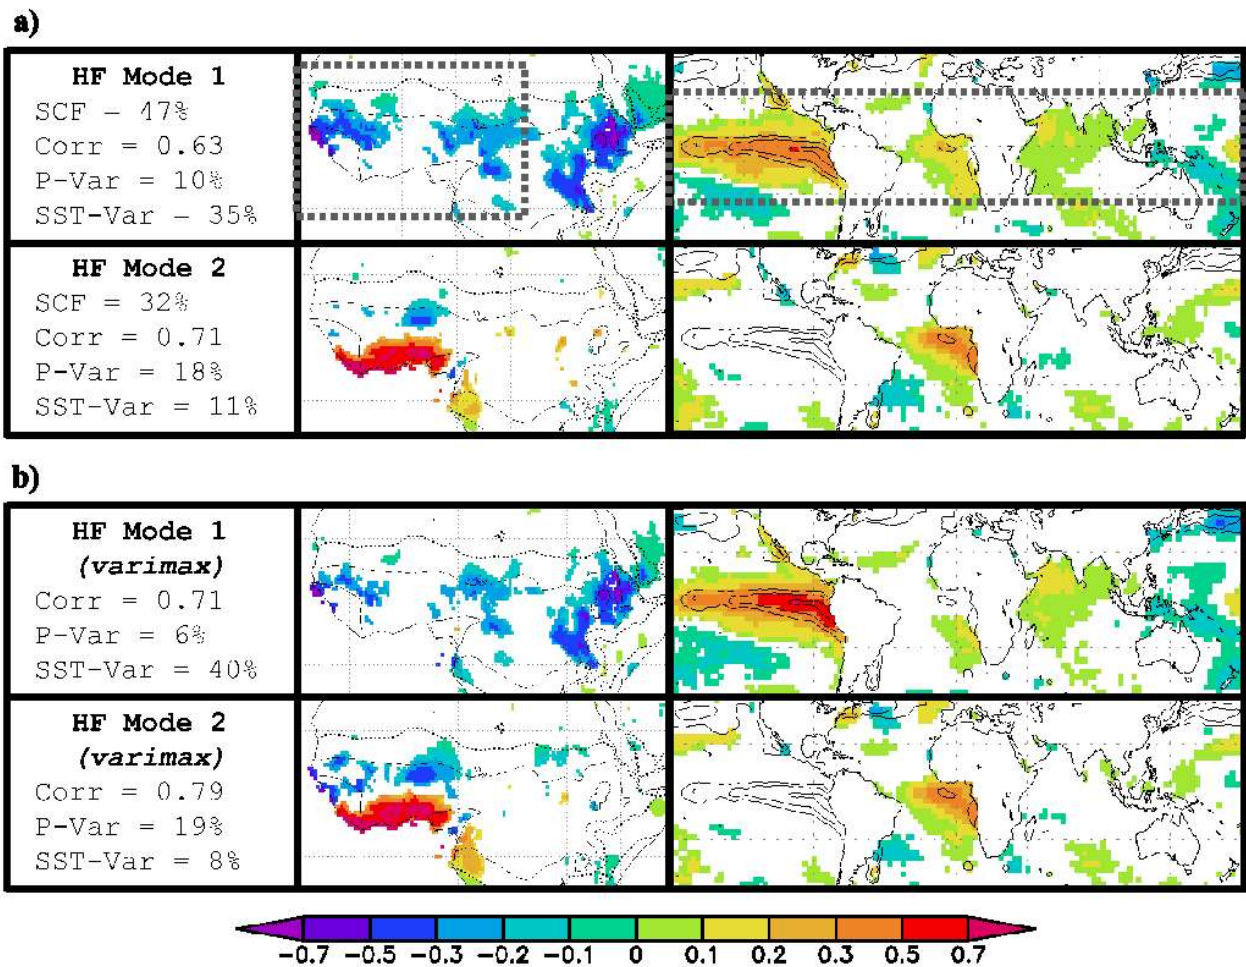 a)
HF Mode 1
SCF – 47%
Corr = 0.63
P-Var = 10%
SST-Var – 35%
HF Mode 2
SCF = 32%
Corr = 0.71
P-Var = 18%
SST-Var = 11%
b)
HF Mode 1
(varimax)
Corr = 0.71
P-Var = 6%
SST-Var = 40%
HF Mode 2
(varimax)
Corr = 0.79
P-Var = 19%
SST-Var = 8%
-0.7 -0.5 -0.3 -0.2 -0.1 0 0.1 0.2 0.3 0.5 0.7